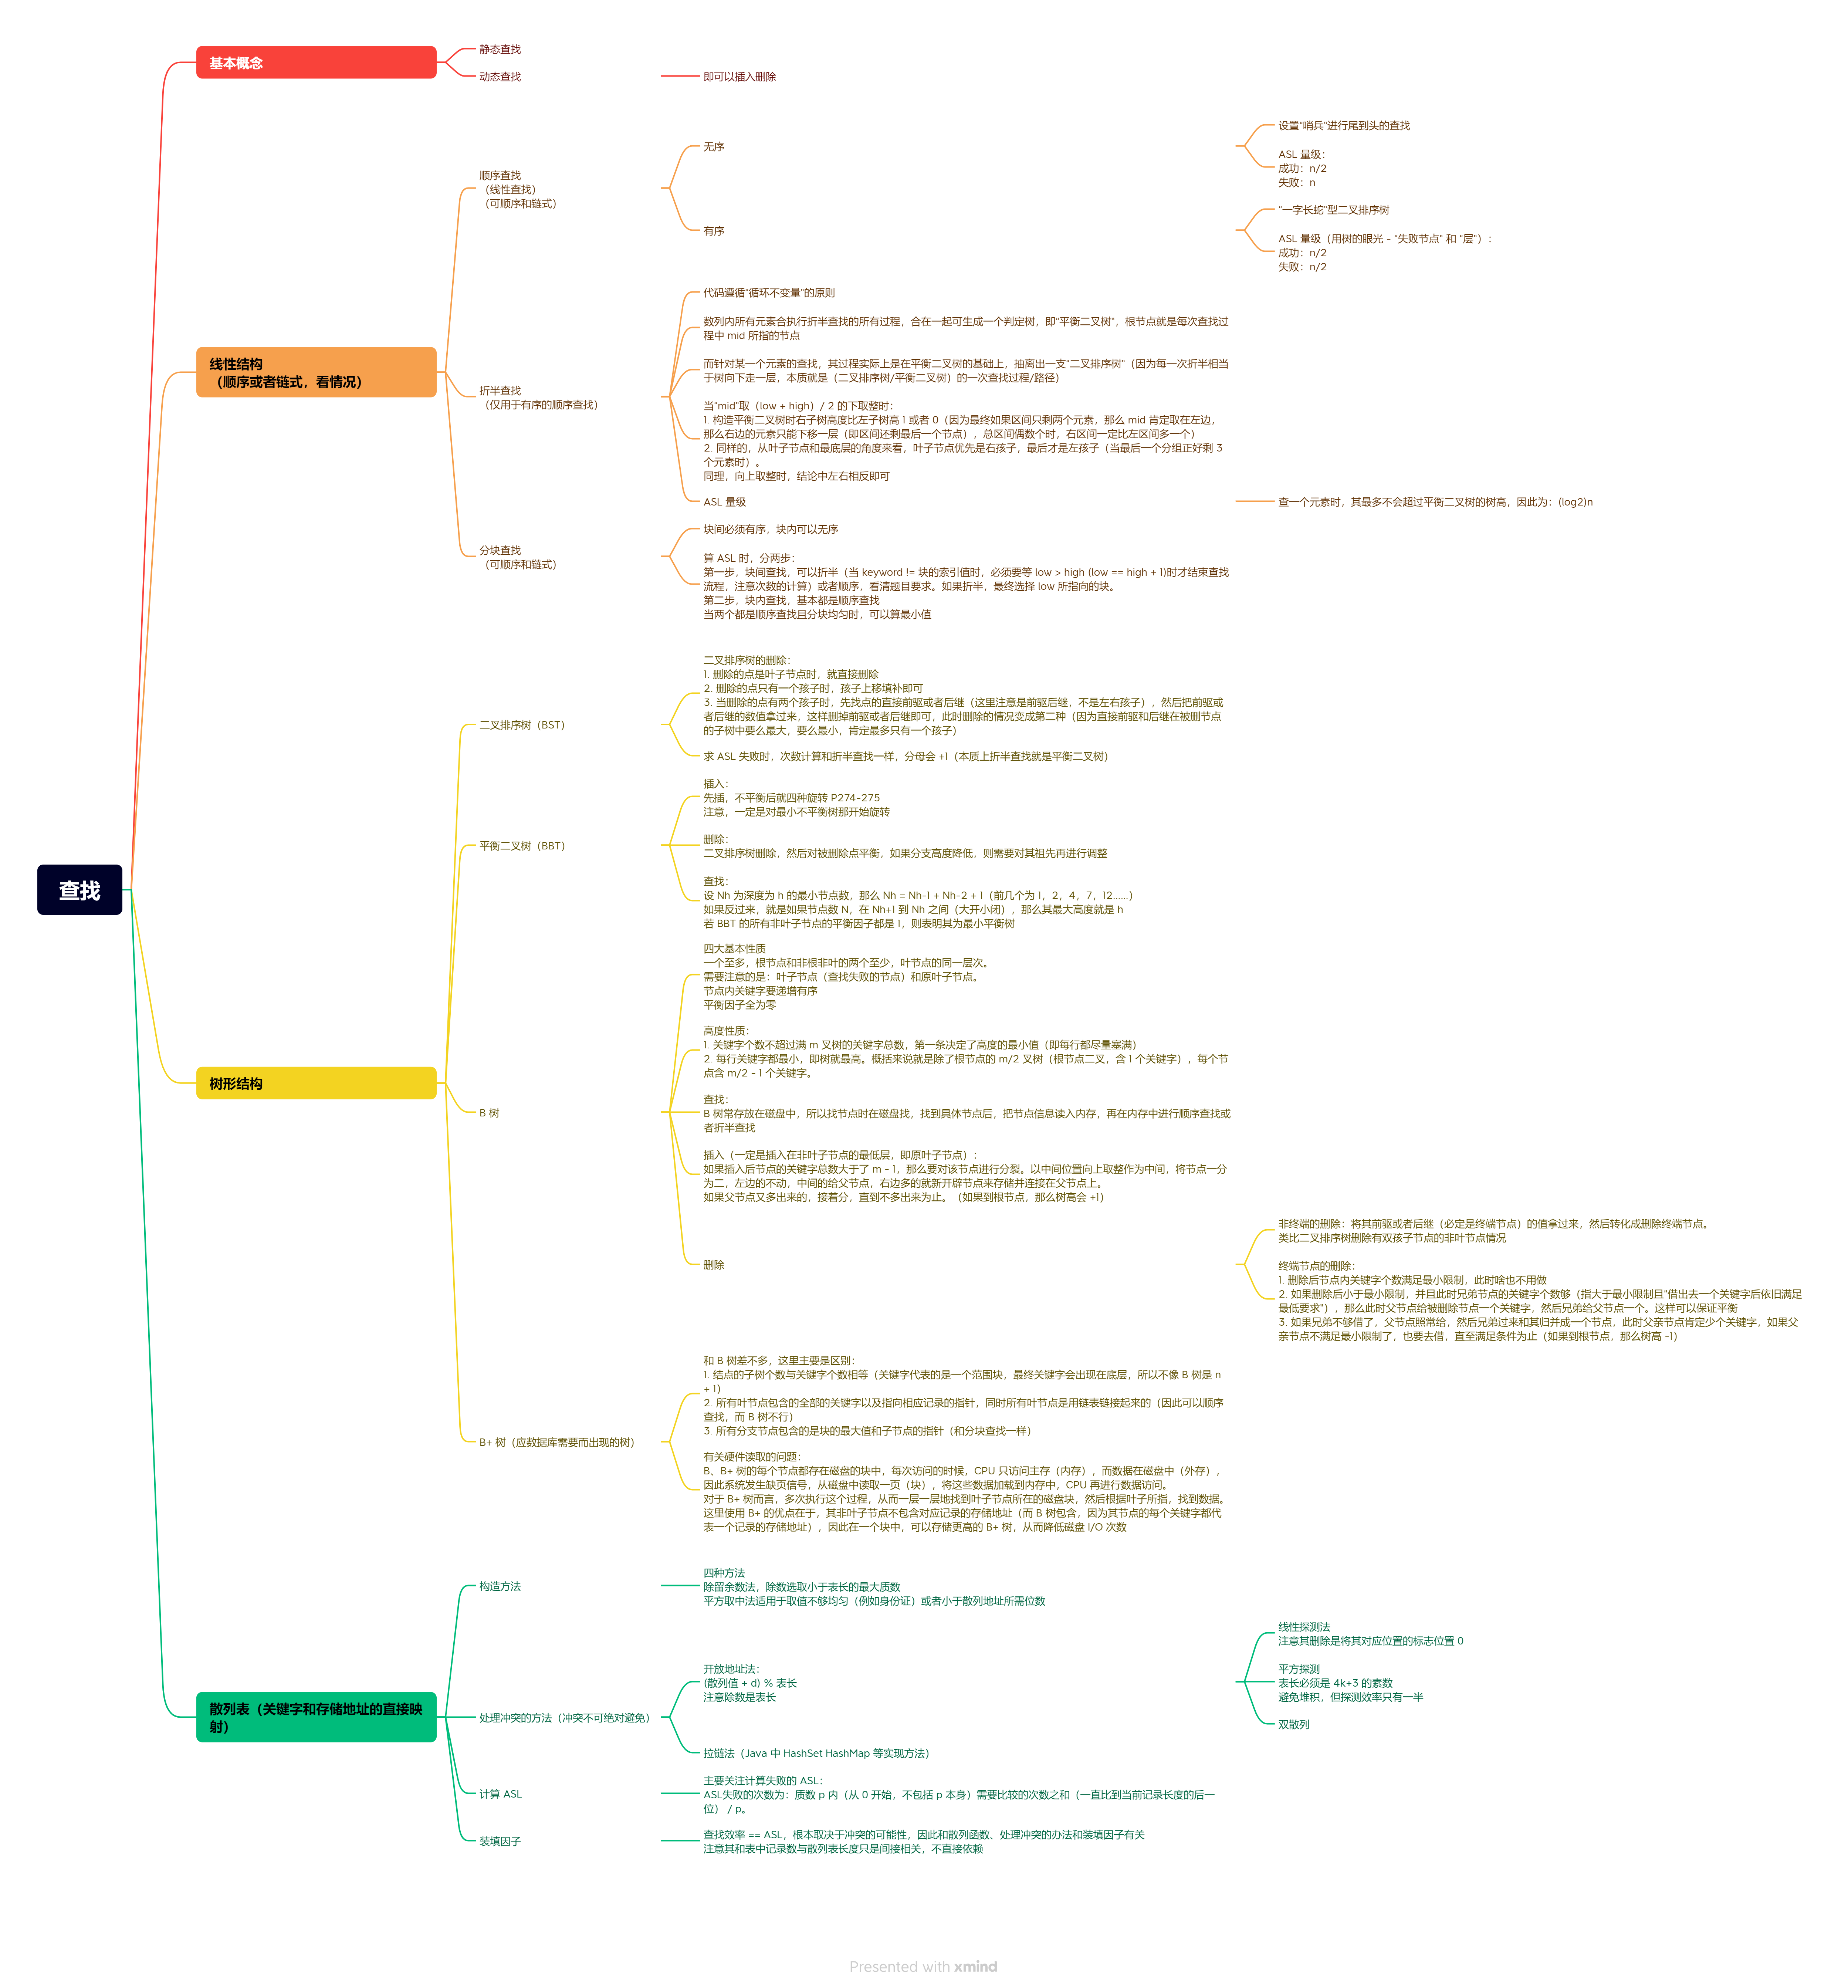 查找
基本概念
静态查找
动态查找
即可以插入删除
线性结构
（顺序或者链式，看情况）
顺序查找
（线性查找）
（可顺序和链式）
无序
设置“哨兵”进行尾到头的查找
ASL 量级：
成功：n/2
失败：n
有序
“一字长蛇”型二叉排序树
ASL 量级（用树的眼光 - “失败节点” 和 “层”）：
成功：n/2
失败：n/2
折半查找
（仅用于有序的顺序查找）
代码遵循“循环不变量”的原则
数列内所有元素合执行折半查找的所有过程，合在一起可生成一个判定树，即“平衡二叉树”，根节点就是每次查找过
程中 mid 所指的节点
而针对某一个元素的查找，其过程实际上是在平衡二叉树的基础上，抽离出一支“二叉排序树”（因为每一次折半相当
于树向下走一层，本质就是（二叉排序树/平衡二叉树）的一次查找过程/路径）
当“mid”取（low + high）/ 2 的下取整时：
1. 构造平衡二叉树时右子树高度比左子树高 1 或者 0（因为最终如果区间只剩两个元素，那么 mid 肯定取在左边，
那么右边的元素只能下移一层（即区间还剩最后一个节点），总区间偶数个时，右区间一定比左区间多一个）
2. 同样的，从叶子节点和最底层的角度来看，叶子节点优先是右孩子，最后才是左孩子（当最后一个分组正好剩 3
个元素时）。
同理，向上取整时，结论中左右相反即可
ASL 量级
查一个元素时，其最多不会超过平衡二叉树的树高，因此为：(log2)n
分块查找
（可顺序和链式）
块间必须有序，块内可以无序
算 ASL 时，分两步：
第一步，块间查找，可以折半（当 keyword != 块的索引值时，必须要等 low > high (low == high + 1)时才结束查找
流程，注意次数的计算）或者顺序，看清题目要求。如果折半，最终选择 low 所指向的块。
第二步，块内查找，基本都是顺序查找
当两个都是顺序查找且分块均匀时，可以算最小值
树形结构
二叉排序树（BST）
二叉排序树的删除：
1. 删除的点是叶子节点时，就直接删除
2. 删除的点只有一个孩子时，孩子上移填补即可
3. 当删除的点有两个孩子时，先找点的直接前驱或者后继（这里注意是前驱后继，不是左右孩子），然后把前驱或
者后继的数值拿过来，这样删掉前驱或者后继即可，此时删除的情况变成第二种（因为直接前驱和后继在被删节点
的子树中要么最大，要么最小，肯定最多只有一个孩子）
求 ASL 失败时，次数计算和折半查找一样，分母会 +1（本质上折半查找就是平衡二叉树）
平衡二叉树（BBT）
插入：
先插，不平衡后就四种旋转 P274-275
注意，一定是对最小不平衡树那开始旋转
删除：
二叉排序树删除，然后对被删除点平衡，如果分支高度降低，则需要对其祖先再进行调整
查找：
设 Nh 为深度为 h 的最小节点数，那么 Nh = Nh-1 + Nh-2 + 1（前几个为 1，2，4，7，12……）
如果反过来，就是如果节点数 N，在 Nh+1 到 Nh 之间（大开小闭），那么其最大高度就是 h
若 BBT 的所有非叶子节点的平衡因子都是 1，则表明其为最小平衡树
B 树
四大基本性质
一个至多，根节点和非根非叶的两个至少，叶节点的同一层次。
需要注意的是：叶子节点（查找失败的节点）和原叶子节点。
节点内关键字要递增有序
平衡因子全为零
高度性质：
1. 关键字个数不超过满 m 叉树的关键字总数，第一条决定了高度的最小值（即每行都尽量塞满）
2. 每行关键字都最小，即树就最高。概括来说就是除了根节点的 m/2 叉树（根节点二叉，含 1 个关键字），每个节
点含 m/2 - 1 个关键字。
查找：
B 树常存放在磁盘中，所以找节点时在磁盘找，找到具体节点后，把节点信息读入内存，再在内存中进行顺序查找或
者折半查找
插入（一定是插入在非叶子节点的最低层，即原叶子节点）：
如果插入后节点的关键字总数大于了 m - 1，那么要对该节点进行分裂。以中间位置向上取整作为中间，将节点一分
为二，左边的不动，中间的给父节点，右边多的就新开辟节点来存储并连接在父节点上。
如果父节点又多出来的，接着分，直到不多出来为止。（如果到根节点，那么树高会 +1）
删除
非终端的删除：将其前驱或者后继（必定是终端节点）的值拿过来，然后转化成删除终端节点。
类比二叉排序树删除有双孩子节点的非叶节点情况
终端节点的删除：
1. 删除后节点内关键字个数满足最小限制，此时啥也不用做
2. 如果删除后小于最小限制，并且此时兄弟节点的关键字个数够（指大于最小限制且“借出去一个关键字后依旧满足
最低要求”），那么此时父节点给被删除节点一个关键字，然后兄弟给父节点一个。这样可以保证平衡
3. 如果兄弟不够借了，父节点照常给，然后兄弟过来和其归并成一个节点，此时父亲节点肯定少个关键字，如果父
亲节点不满足最小限制了，也要去借，直至满足条件为止（如果到根节点，那么树高 -1）
B+ 树（应数据库需要而出现的树）
和 B 树差不多，这里主要是区别：
1. 结点的子树个数与关键字个数相等（关键字代表的是一个范围块，最终关键字会出现在底层，所以不像 B 树是 n
+ 1）
2. 所有叶节点包含的全部的关键字以及指向相应记录的指针，同时所有叶节点是用链表链接起来的（因此可以顺序
查找，而 B 树不行）
3. 所有分支节点包含的是块的最大值和子节点的指针（和分块查找一样）
有关硬件读取的问题：
B、B+ 树的每个节点都存在磁盘的块中，每次访问的时候，CPU 只访问主存（内存），而数据在磁盘中（外存），
因此系统发生缺页信号，从磁盘中读取一页（块），将这些数据加载到内存中，CPU 再进行数据访问。
对于 B+ 树而言，多次执行这个过程，从而一层一层地找到叶子节点所在的磁盘块，然后根据叶子所指，找到数据。
这里使用 B+ 的优点在于，其非叶子节点不包含对应记录的存储地址（而 B 树包含，因为其节点的每个关键字都代
表一个记录的存储地址），因此在一个块中，可以存储更高的 B+ 树，从而降低磁盘 I/O 次数
散列表（关键字和存储地址的直接映
射）
构造方法
四种方法
除留余数法，除数选取小于表长的最大质数
平方取中法适用于取值不够均匀（例如身份证）或者小于散列地址所需位数
处理冲突的方法（冲突不可绝对避免）
开放地址法：
(散列值 + d) % 表长
注意除数是表长
线性探测法
注意其删除是将其对应位置的标志位置 0
平方探测
表长必须是 4k+3 的素数
避免堆积，但探测效率只有一半
双散列
拉链法（Java 中 HashSet HashMap 等实现方法）
计算 ASL
主要关注计算失败的 ASL：
ASL失败的次数为：质数 p 内（从 0 开始，不包括 p 本身）需要比较的次数之和（一直比到当前记录长度的后一
位） / p。
装填因子
查找效率 == ASL，根本取决于冲突的可能性，因此和散列函数、处理冲突的办法和装填因子有关
注意其和表中记录数与散列表长度只是间接相关，不直接依赖
Presented with xmind